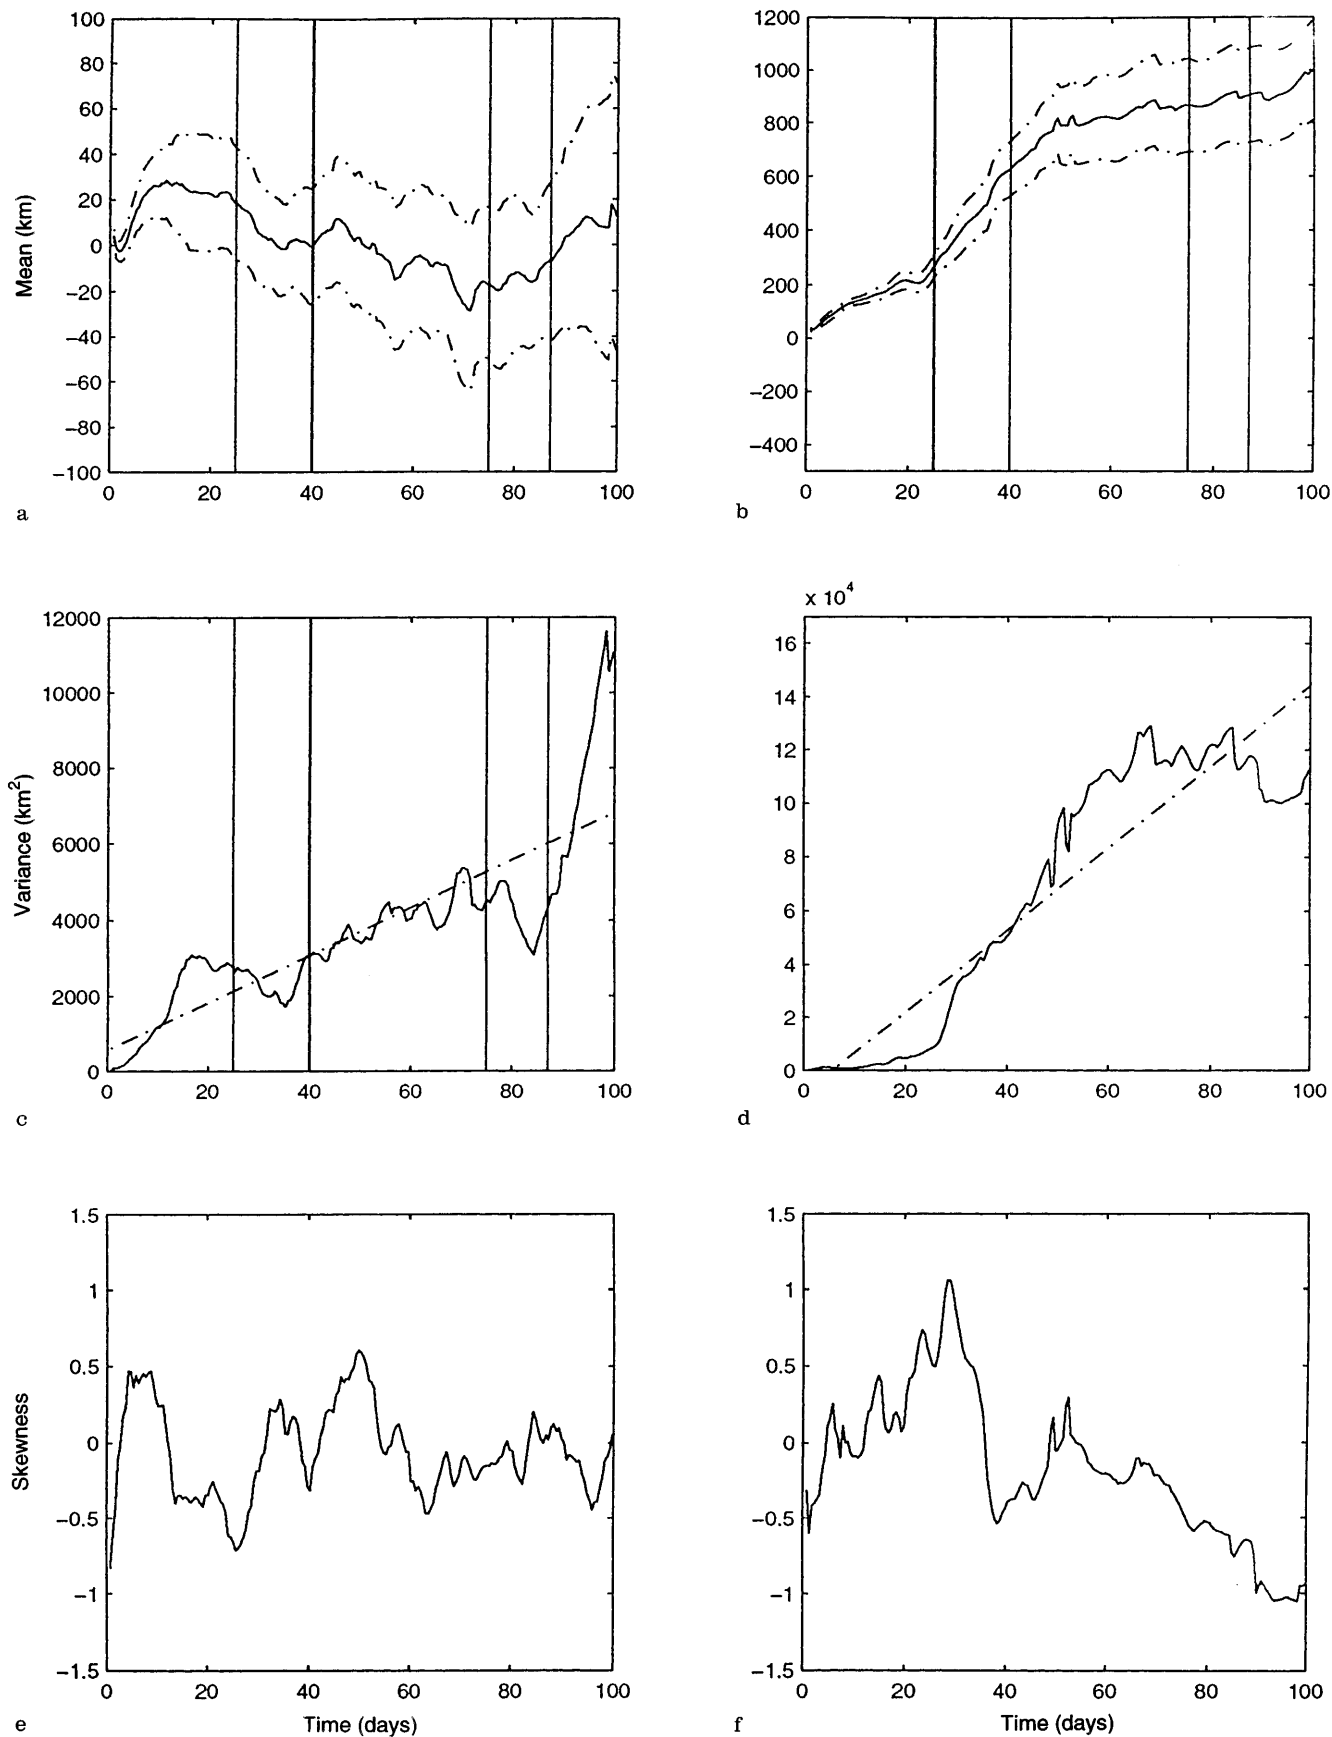 100
80
60
40
20
0
−20
−40
−60
−80
−100
Mean (km)
0 20 40 60 80 100
a
1200
1000
800
600
400
200
0
−200
−400
0 20 40 60 80 100
b
12000
10000
8000
6000
4000
2000
0
Variance (km²)
0 20 40 60 80 100
c
x 10⁴
16
14
12
10
8
6
4
2
0
0 20 40 60 80 100
d
1.5
1
0.5
0
−0.5
−1
−1.5
Skewness
0 20 40 60 80 100
e
Time (days)
1.5
1
0.5
0
−0.5
−1
−1.5
0 20 40 60 80 100
f
Time (days)